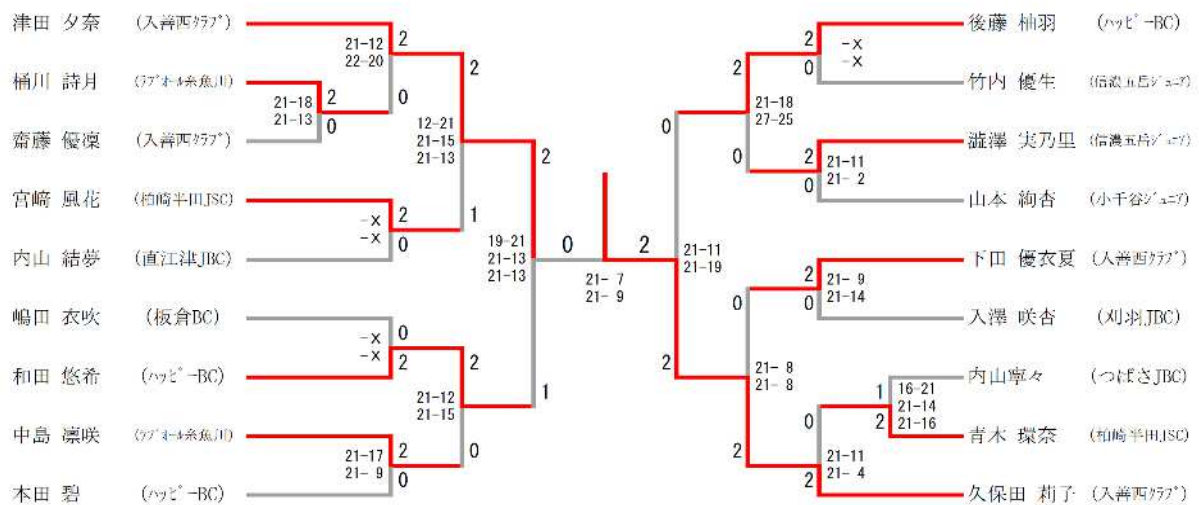 津田 夕奈 (入善西クラブ)
桶川 詩月 (ラブオール糸魚川)
齋藤 優凜 (入善西クラブ)
宮﨑 風花 (柏崎半田JSC)
内山 結夢 (直江津JBC)
嶋田 衣吹 (板倉BC)
和田 悠希 (ハッピーBC)
中島 凛咲 (ラブオール糸魚川)
本田 碧 (ハッピーBC)
21-12 2
22-20 0
21-18 2
21-13 0
12-21 2
21-15
21-13 1
-X 2
-X 0
19-21 2
21-13
21-13 1
-X 0
-X 2
21-12 2
21-15 0
21-17 2
21- 9 0
0 2
21- 7
21- 9
後藤 柚羽 (ハッピーBC)
竹内 優生 (信濃五岳ジュニア)
澁澤 実乃里 (信濃五岳ジュニア)
山本 絢杏 (小千谷ジュニア)
下田 優衣夏 (入善西クラブ)
入澤 咲杏 (刈羽JBC)
内山寧々 (つばさJBC)
青木 環奈 (柏崎半田JSC)
久保田 莉子 (入善西クラブ)
2 -X
0 -X
2 21-18
0 27-25
2 21-11
0 21- 2
0 21-11
2 21-19
2 21- 9
0 21-14
0 21- 8
2 21- 8
1 16-21
21-14
2 21-16
0 21-11
2 21- 4